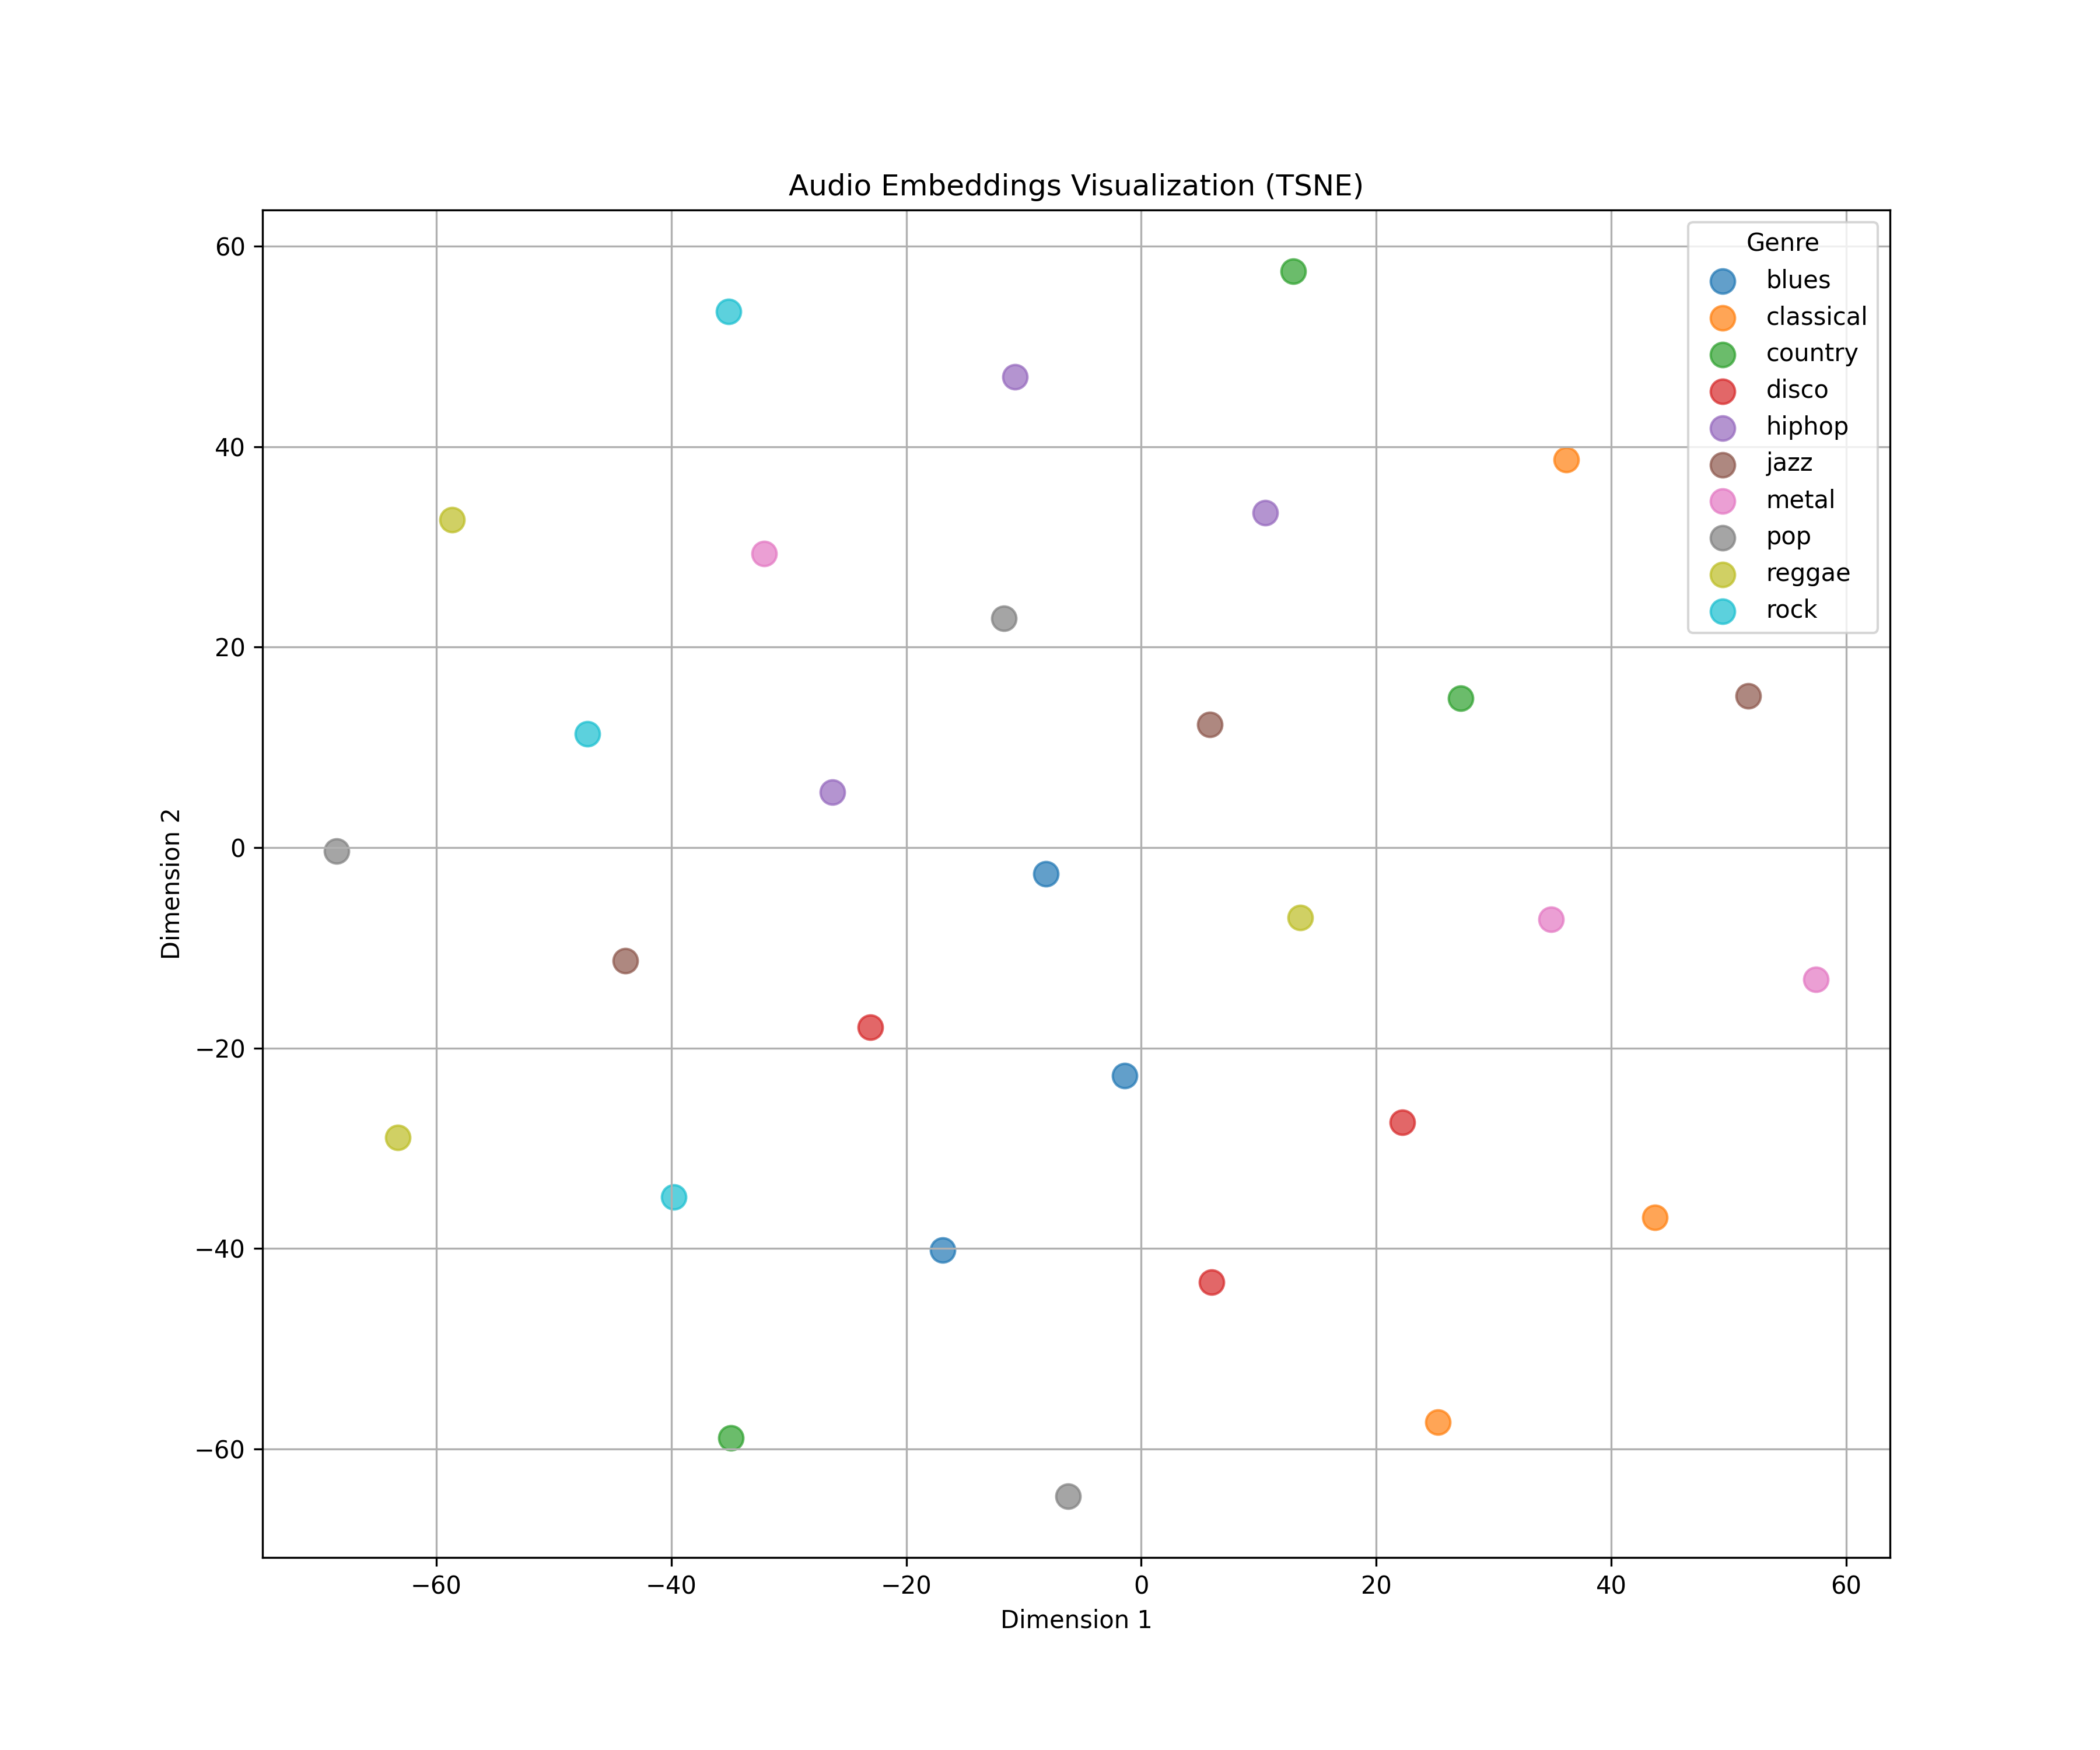 Audio Embeddings Visualization (TSNE)
Genre
blues
classical
country
disco
hiphop
jazz
metal
pop
reggae
rock
60
40
20
0
−20
−40
−60
Dimension 2
−60 −40 −20 0 20 40 60
Dimension 1